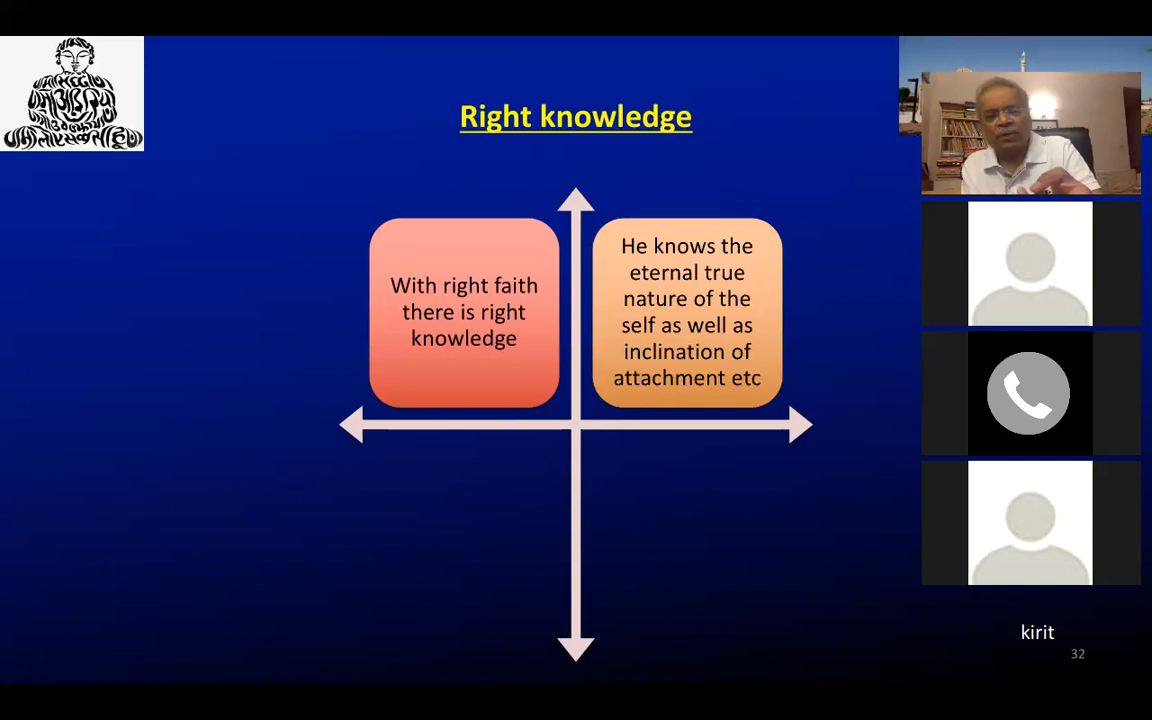 Right knowledge
With right faith
there is right
knowledge
He knows the
eternal true
nature of the
self as well as
inclination of
attachment etc
kirit
32